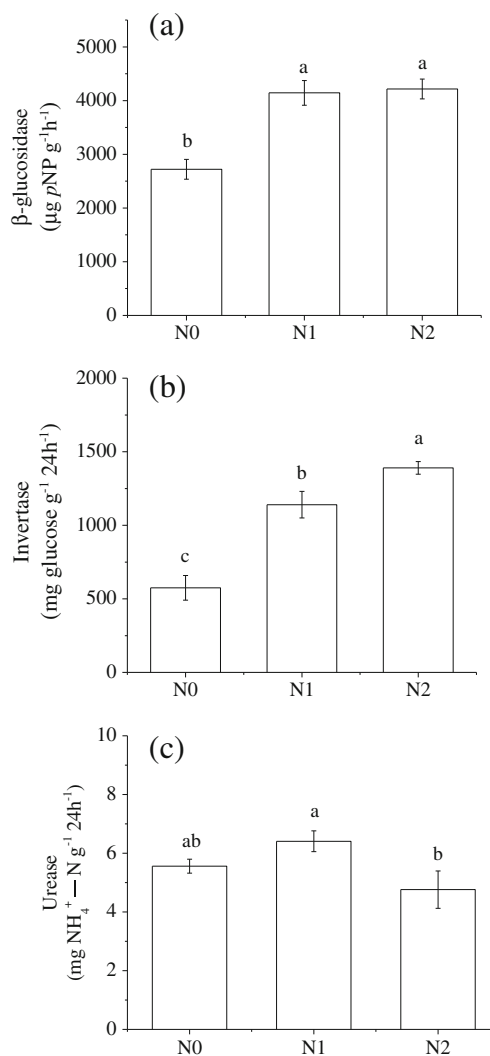 (a)
β-glucosidase
(μg pNP g⁻¹h⁻¹)
5000
4000
3000
2000
1000
0
b
a
a
N0 N1 N2
(b)
Invertase
(mg glucose g⁻¹ 24h⁻¹)
2000
1500
1000
500
0
c
b
a
N0 N1 N2
(c)
Urease
(mg NH₄⁺ — N g⁻¹ 24h⁻¹)
10
8
6
4
2
0
ab
a
b
N0 N1 N2